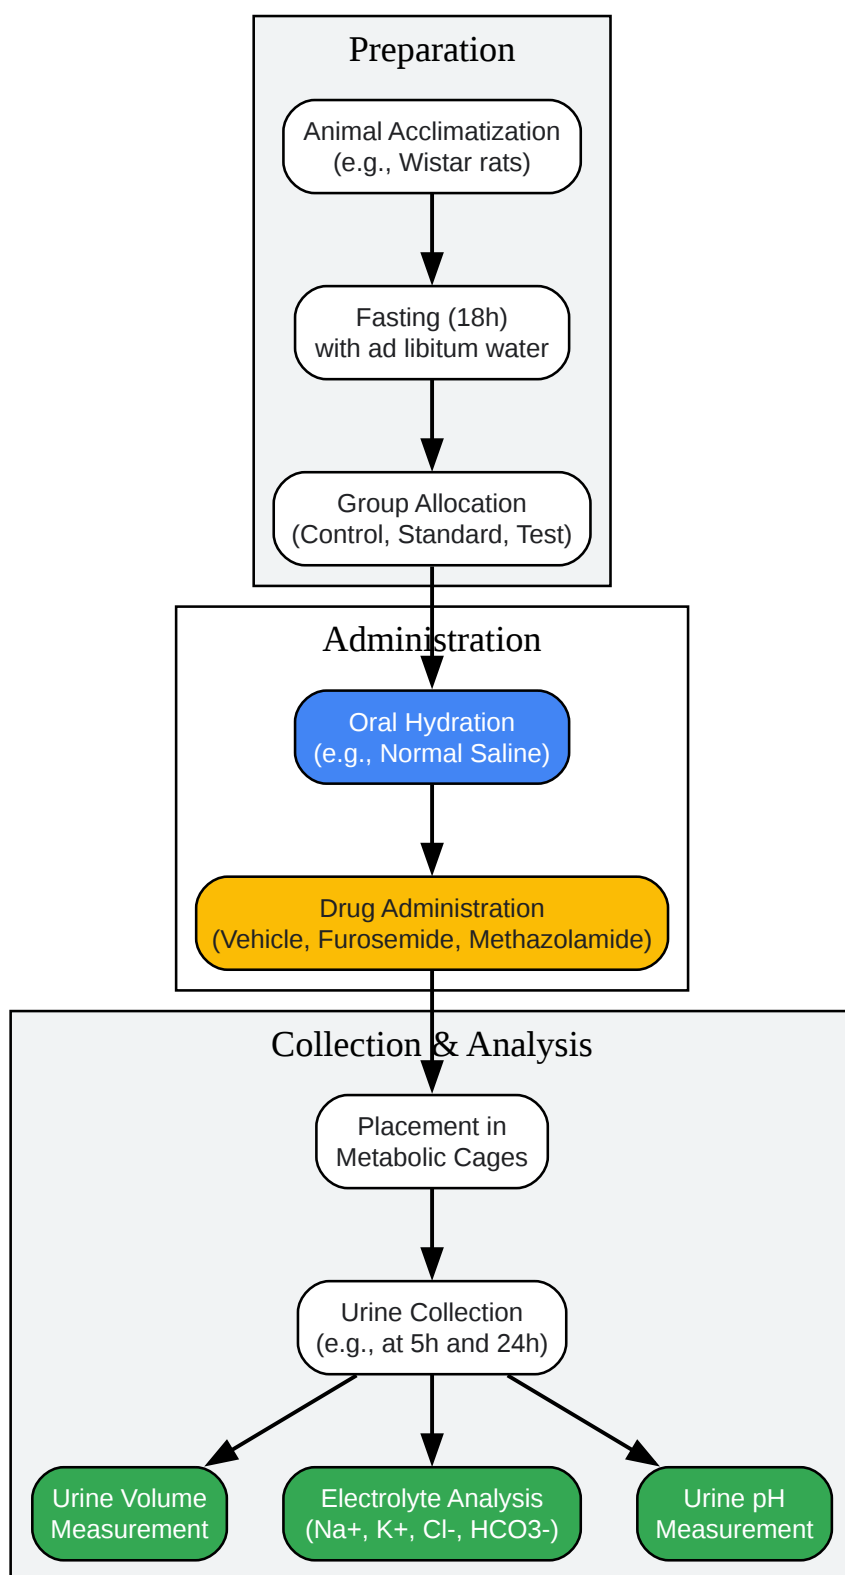 Preparation
Animal Acclimatization
(e.g., Wistar rats)
Fasting (18h)
with ad libitum water
Group Allocation
(Control, Standard, Test)
Administration
Oral Hydration
(e.g., Normal Saline)
Drug Administration
(Vehicle, Furosemide, Methazolamide)
Collection & Analysis
Placement in
Metabolic Cages
Urine Collection
(e.g., at 5h and 24h)
Urine Volume
Measurement
Electrolyte Analysis
(Na+, K+, Cl-, HCO3-)
Urine pH
Measurement